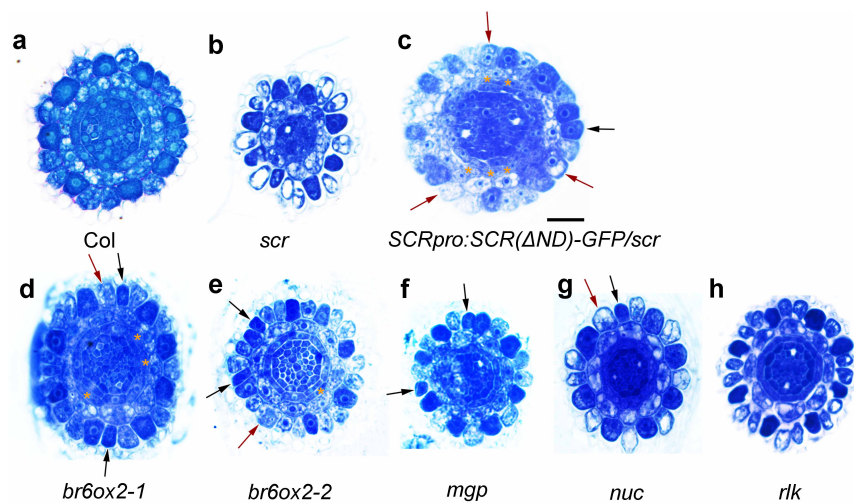 a
b
c
Col
scr
SCRpro:SCR(ΔND)-GFP/scr
d
e
f
g
h
br6ox2-1
br6ox2-2
mgp
nuc
rlk